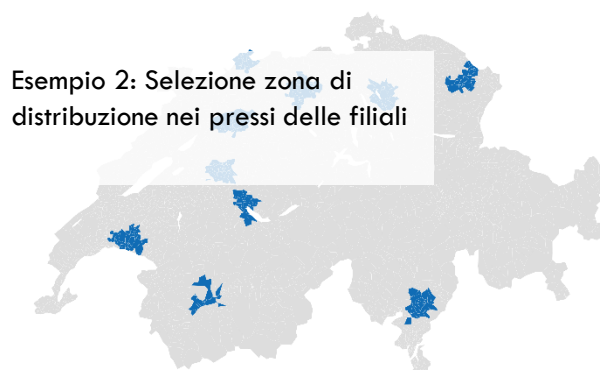 Esempio 2: Selezione zona di
distribuzione nei pressi delle filiali